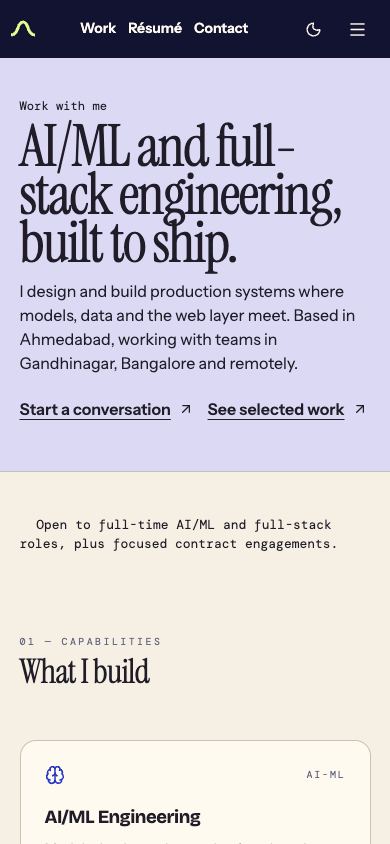 Work Résumé Contact
Work with me
AI/ML and full-
stack engineering,
built to ship.
I design and build production systems where
models, data and the web layer meet. Based in
Ahmedabad, working with teams in
Gandhinagar, Bangalore and remotely.
Start a conversation See selected work
Open to full-time AI/ML and full-stack
roles, plus focused contract engagements.
01 — CAPABILITIES
What I build
AI-ML
AI/ML Engineering